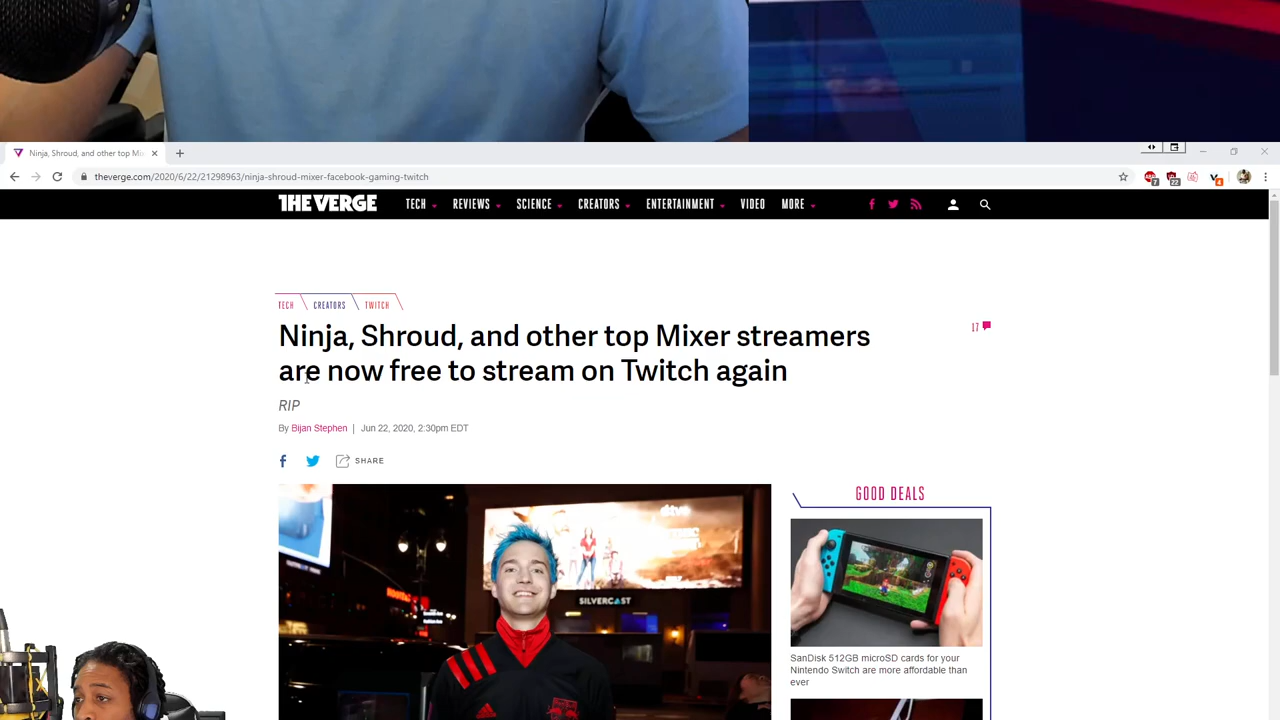 Ninja, Shroud, and other top Mi
theverge.com/2020/6/22/21298963/ninja-shroud-mixer-facebook-gaming-twitch
7
22
4
THE VERGE
TECH
REVIEWS
SCIENCE
CREATORS
ENTERTAINMENT
VIDEO
MORE
TECH
CREATORS
TWITCH
Ninja, Shroud, and other top Mixer streamers
are now free to stream on Twitch again
17
RIP
By Bijan Stephen | Jun 22, 2020, 2:30pm EDT
SHARE
GOOD DEALS
SILVERCAST
SanDisk 512GB microSD cards for your
Nintendo Switch are more affordable than
ever